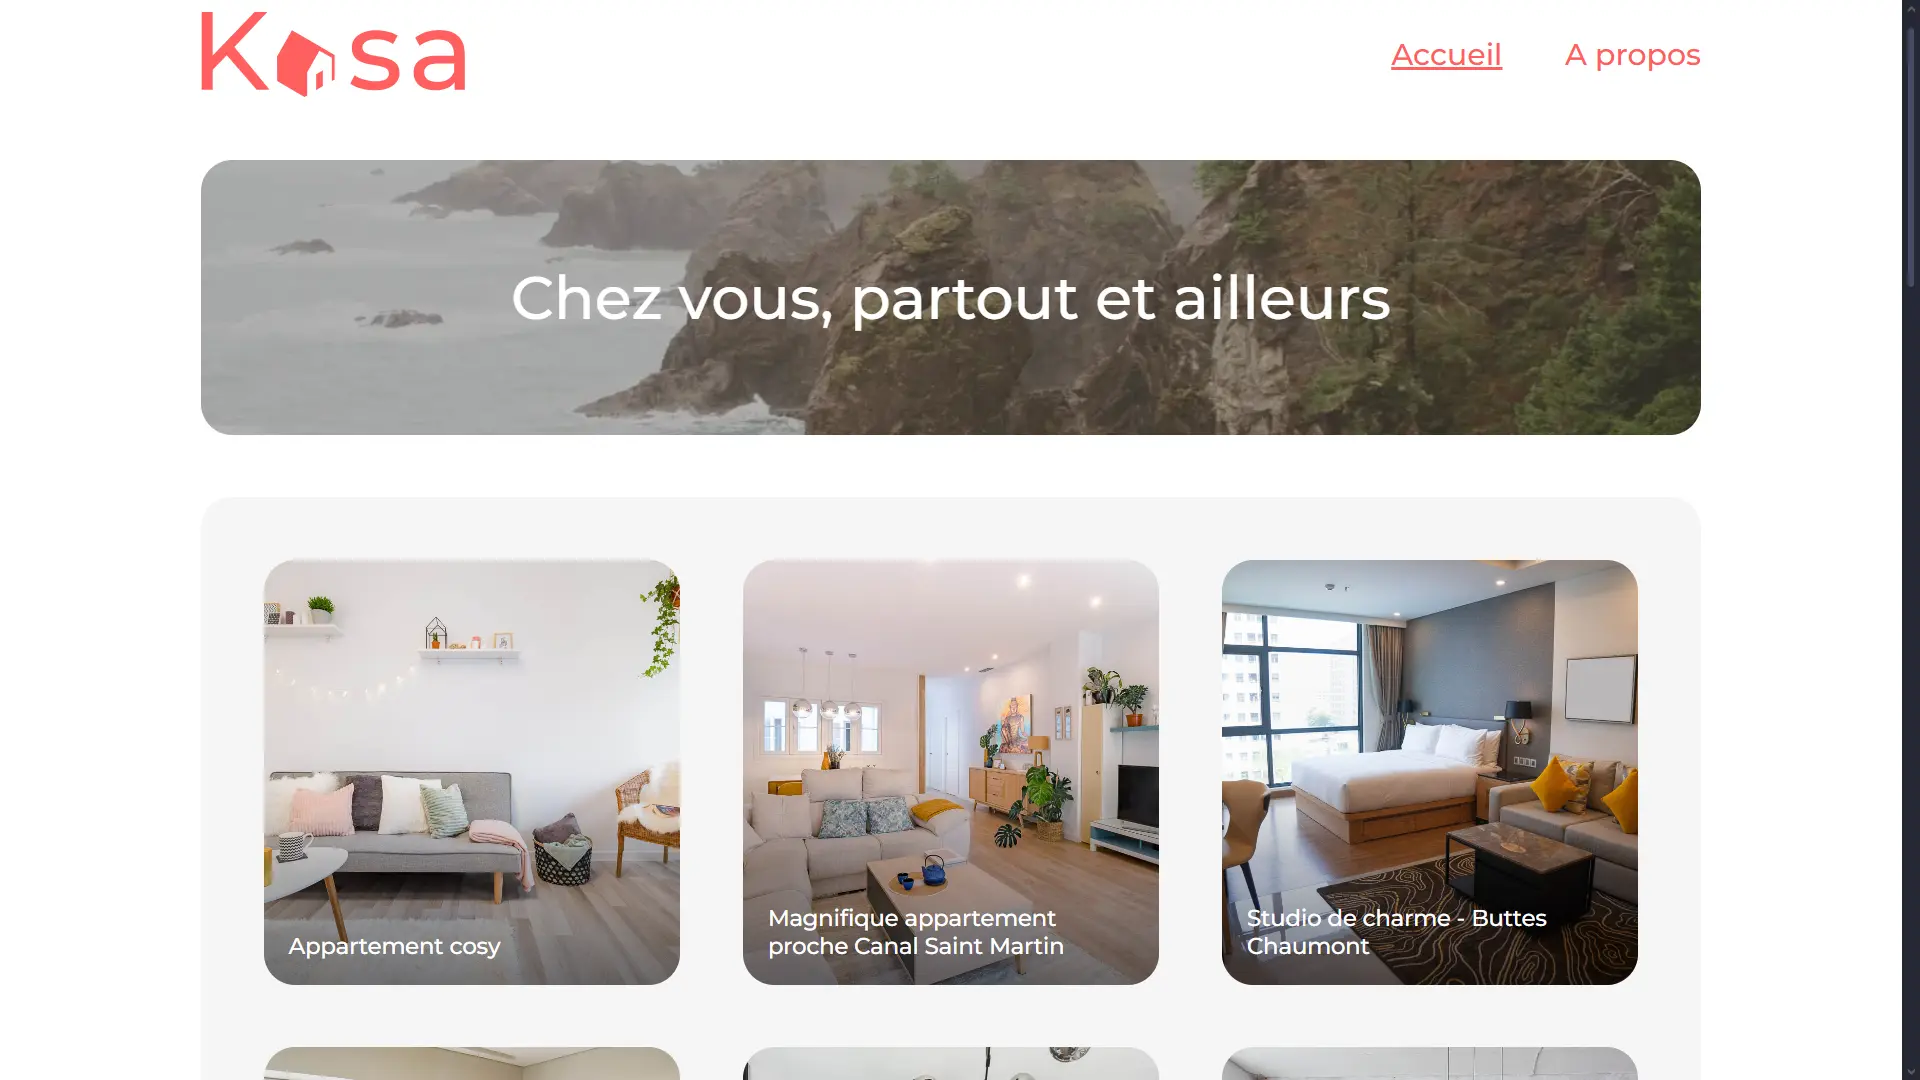 Kasa
Accueil
A propos
Chez vous, partout et ailleurs
Appartement cosy
Magnifique appartement
proche Canal Saint Martin
Studio de charme - Buttes
Chaumont